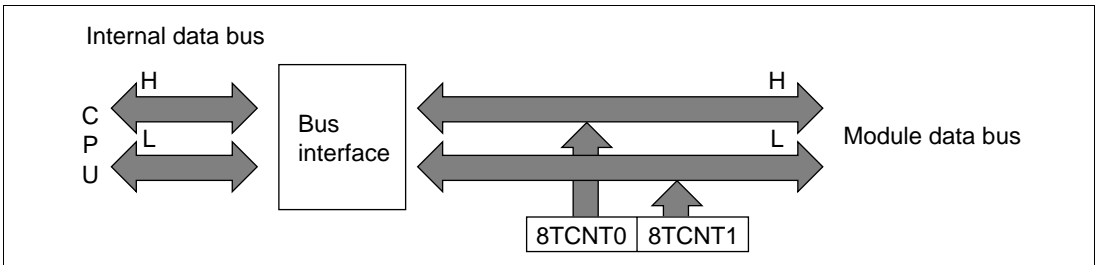 Internal data bus
H
H
C
P
U
L
L
Bus
interface
Module data bus
8TCNT0 8TCNT1